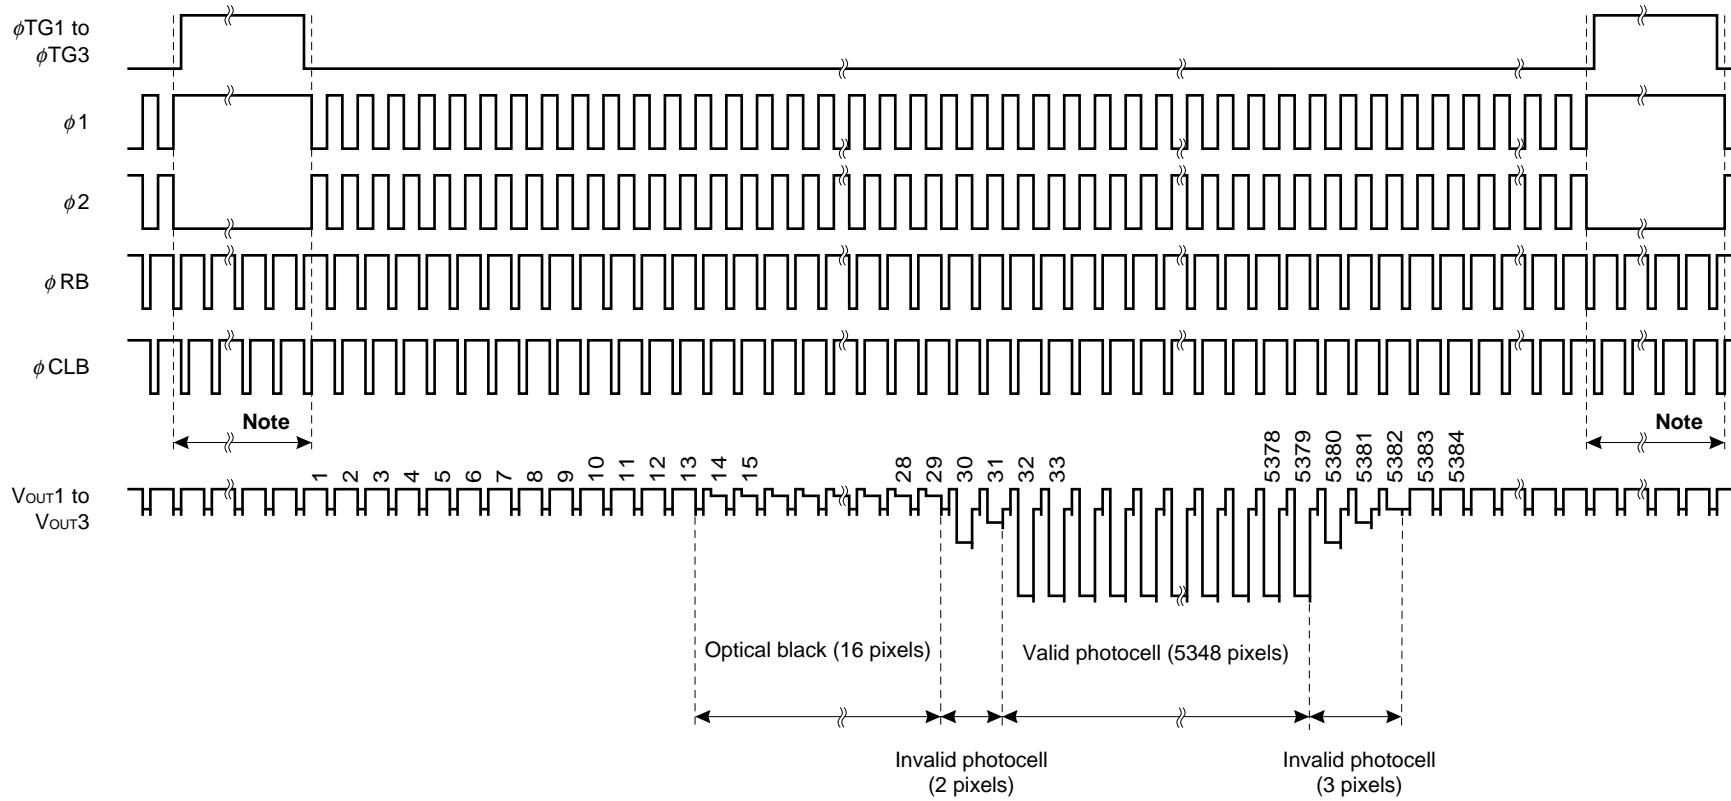 ϕTG1 to
ϕTG3
ϕ1
ϕ2
ϕRB
ϕCLB
Note
Note
VOUT1 to
VOUT3
1 2 3 4 5 6 7 8 9 10 11 12 13 14 15 28 29 30 31 32 33 5378 5379 5380 5381 5382 5383 5384
Optical black (16 pixels)
Valid photocell (5348 pixels)
Invalid photocell
(2 pixels)
Invalid photocell
(3 pixels)